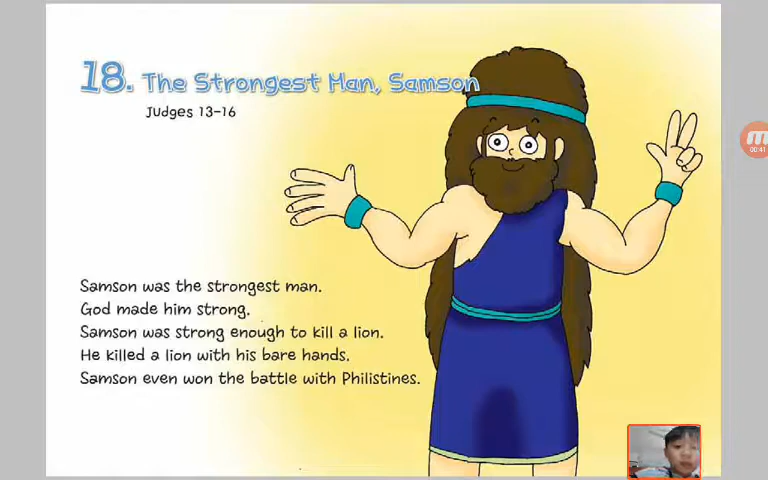 18. The Strongest Man, Samson
Judges 13-16
Samson was the strongest man.
God made him strong.
Samson was strong enough to kill a lion.
He killed a lion with his bare hands.
Samson even won the battle with Philistines.
00:41